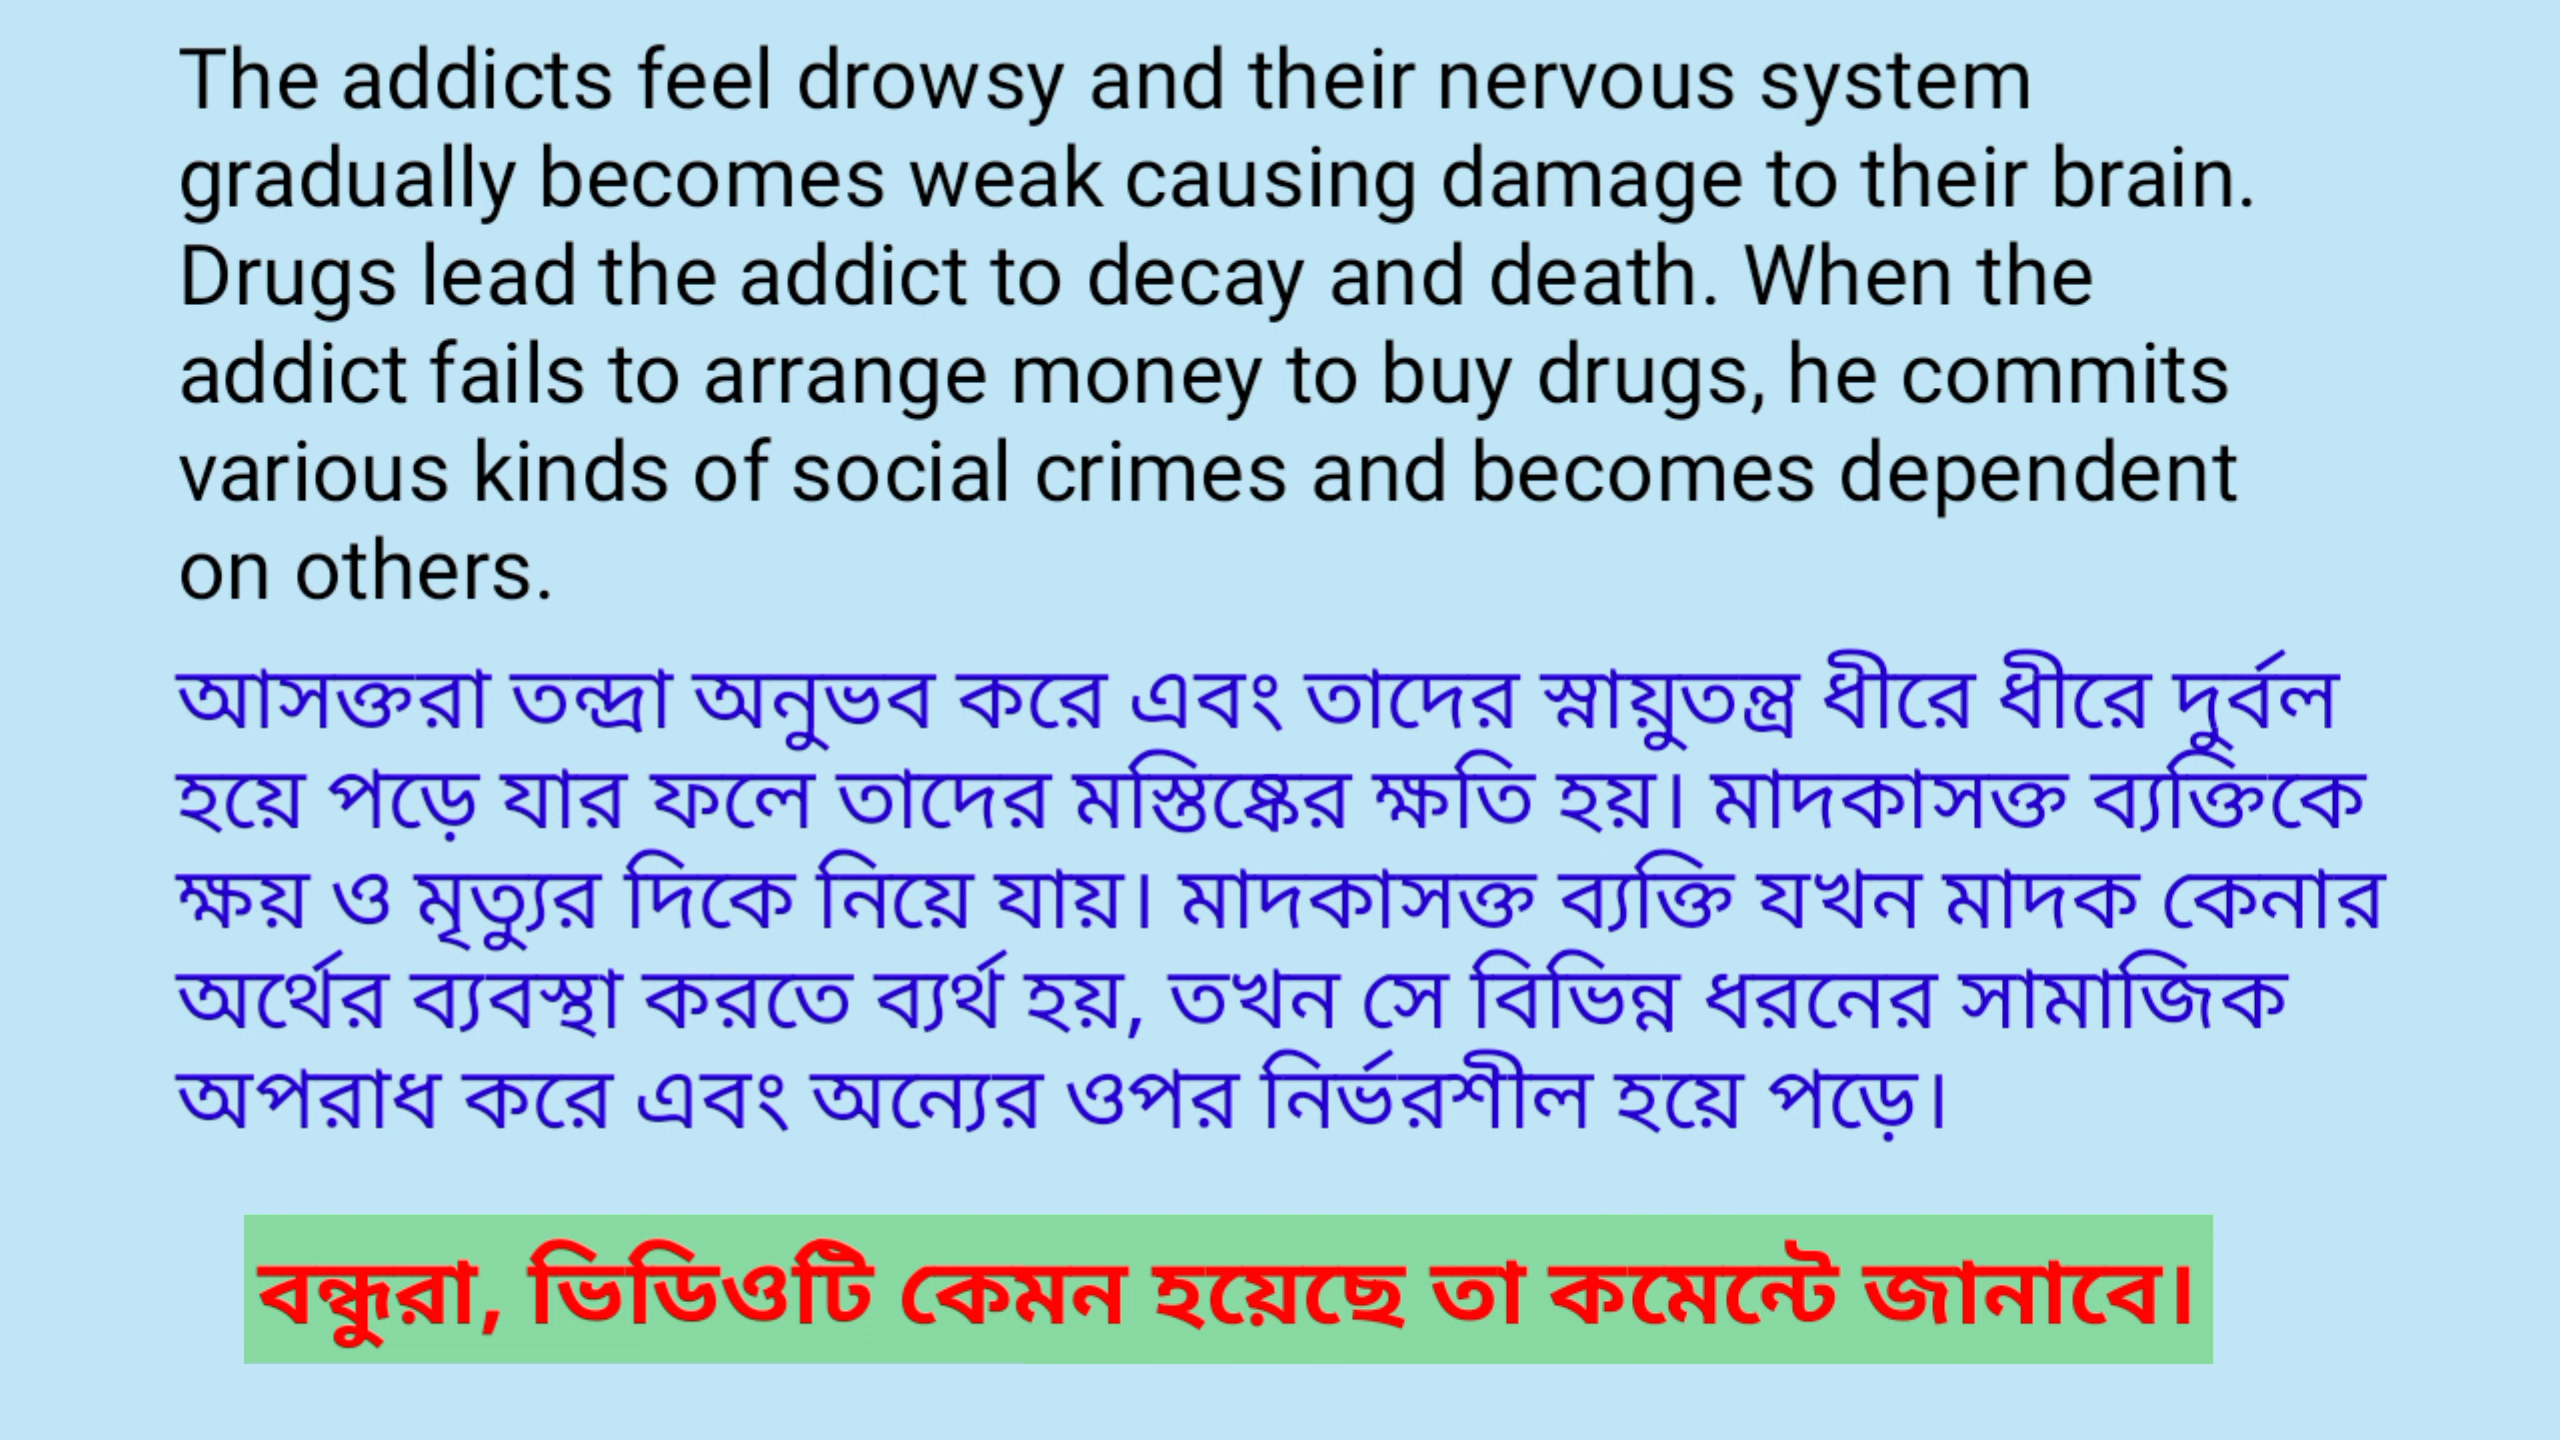 The addicts feel drowsy and their nervous system
gradually becomes weak causing damage to their brain.
Drugs lead the addict to decay and death. When the
addict fails to arrange money to buy drugs, he commits
various kinds of social crimes and becomes dependent
on others.
আসক্তরা তন্দ্রা অনুভব করে এবং তাদের স্নায়ুতন্ত্র ধীরে ধীরে দুর্বল
হয়ে পড়ে যার ফলে তাদের মস্তিষ্কের ক্ষতি হয়। মাদকাসক্ত ব্যক্তিকে
ক্ষয় ও মৃত্যুর দিকে নিয়ে যায়। মাদকাসক্ত ব্যক্তি যখন মাদক কেনার
অর্থের ব্যবস্থা করতে ব্যর্থ হয়, তখন সে বিভিন্ন ধরনের সামাজিক
অপরাধ করে এবং অন্যের ওপর নির্ভরশীল হয়ে পড়ে।
বন্ধুরা, ভিডিওটি কেমন হয়েছে তা কমেন্টে জানাবে।